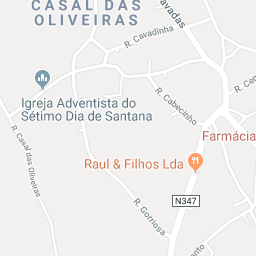 CASAL DAS
OLIVEIRAS
R. Cavadinha
Cavadas
Igreja Adventista do
Sétimo Dia de Santana
R. Cabecinho
Farmácia
R. Casal das Oliveiras
Raul & Filhos Lda
N347
R. Gorriosa